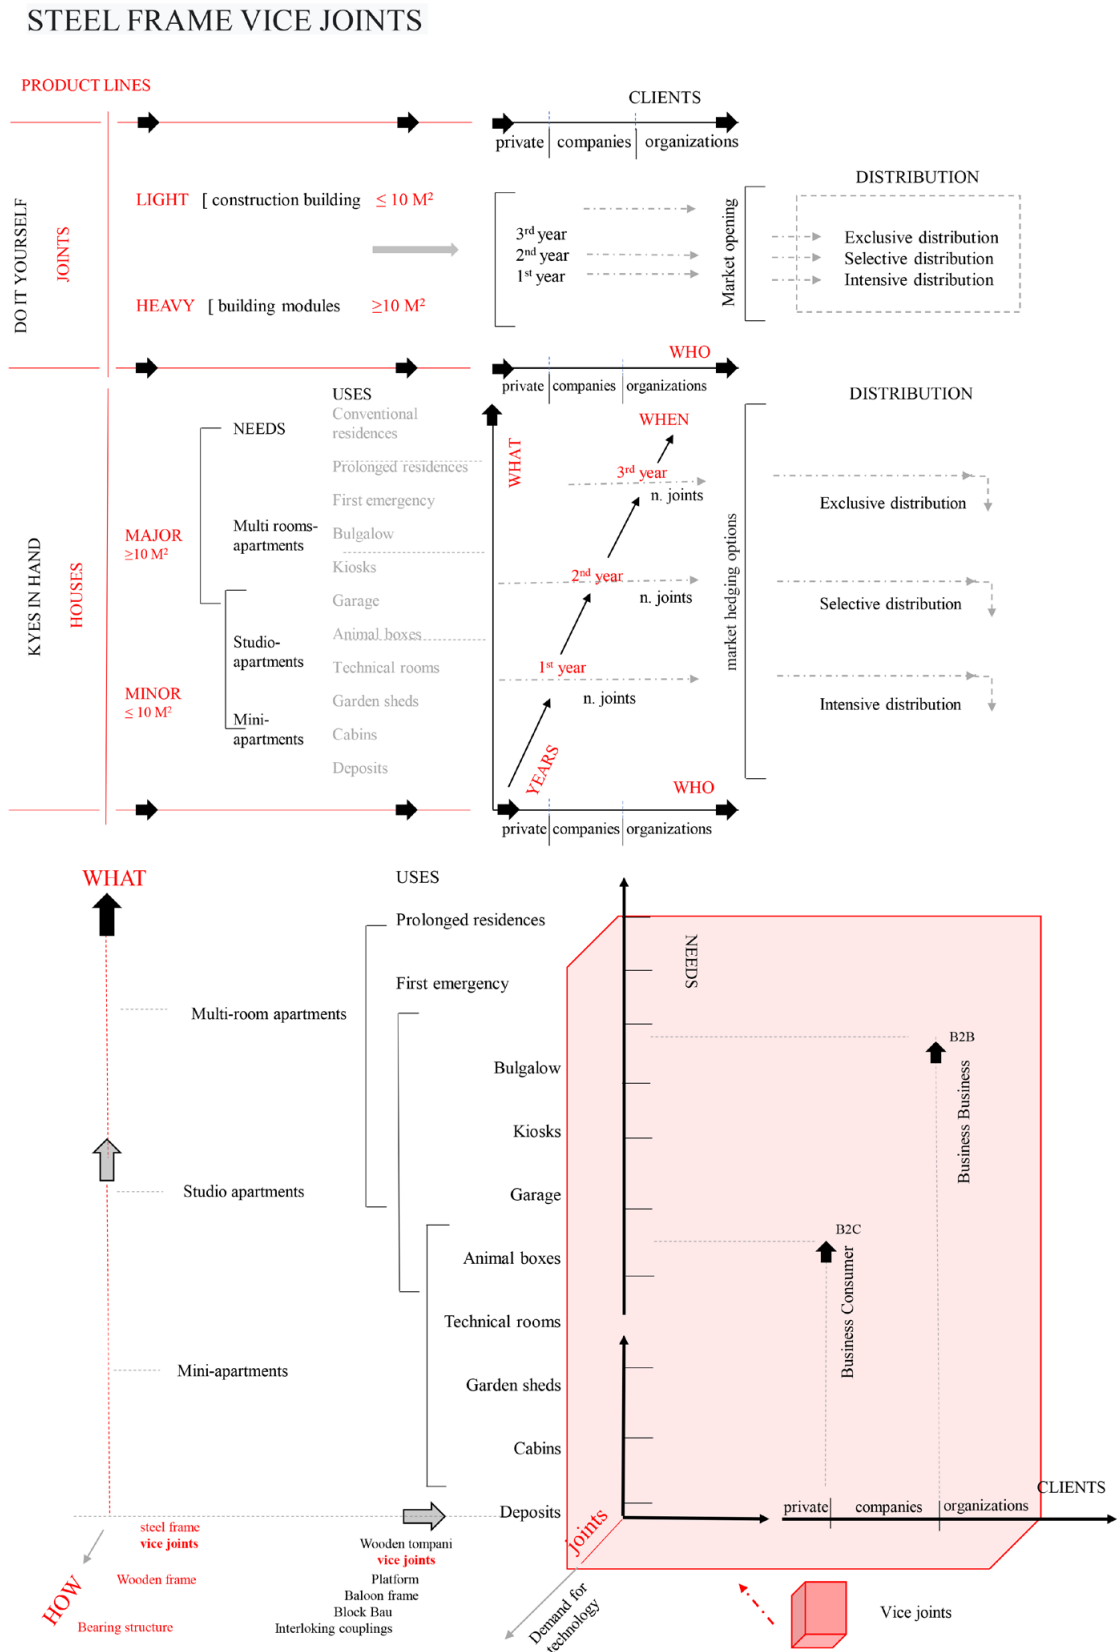 STEEL FRAME VICE JOINTS
PRODUCT LINES
CLIENTS
private companies organizations
DO IT YOURSELF
JOINTS
LIGHT [ construction building ≤ 10 M²
HEAVY [ building modules ≥10 M²
3rd year
2nd year
1st year
Market opening
DISTRIBUTION
Exclusive distribution
Selective distribution
Intensive distribution
WHO
private companies organizations
KYES IN HAND
HOUSES
MAJOR
≥10 M²
MINOR
≤ 10 M²
NEEDS
Multi rooms-
apartments
Studio-
apartments
Mini-
apartments
USES
Conventional
residences
Prolonged residences
First emergency
Bulgalow
Kiosks
Garage
Animal boxes
Technical rooms
Garden sheds
Cabins
Deposits
WHAT
WHEN
3rd year
n. joints
2nd year
n. joints
1st year
n. joints
YEARS
WHO
private companies organizations
market hedging options
DISTRIBUTION
Exclusive distribution
Selective distribution
Intensive distribution
WHAT
Multi-room apartments
Studio apartments
Mini-apartments
USES
Prolonged residences
First emergency
Bulgalow
Kiosks
Garage
Animal boxes
Technical rooms
Garden sheds
Cabins
Deposits
NEEDS
B2B
Business Business
B2C
Business Consumer
CLIENTS
private companies organizations
joints
Demand for
technology
HOW
steel frame
vice joints
Wooden frame
Bearing structure
Wooden tompani
vice joints
Platform
Baloon frame
Block Bau
Interloking couplings
Vice joints